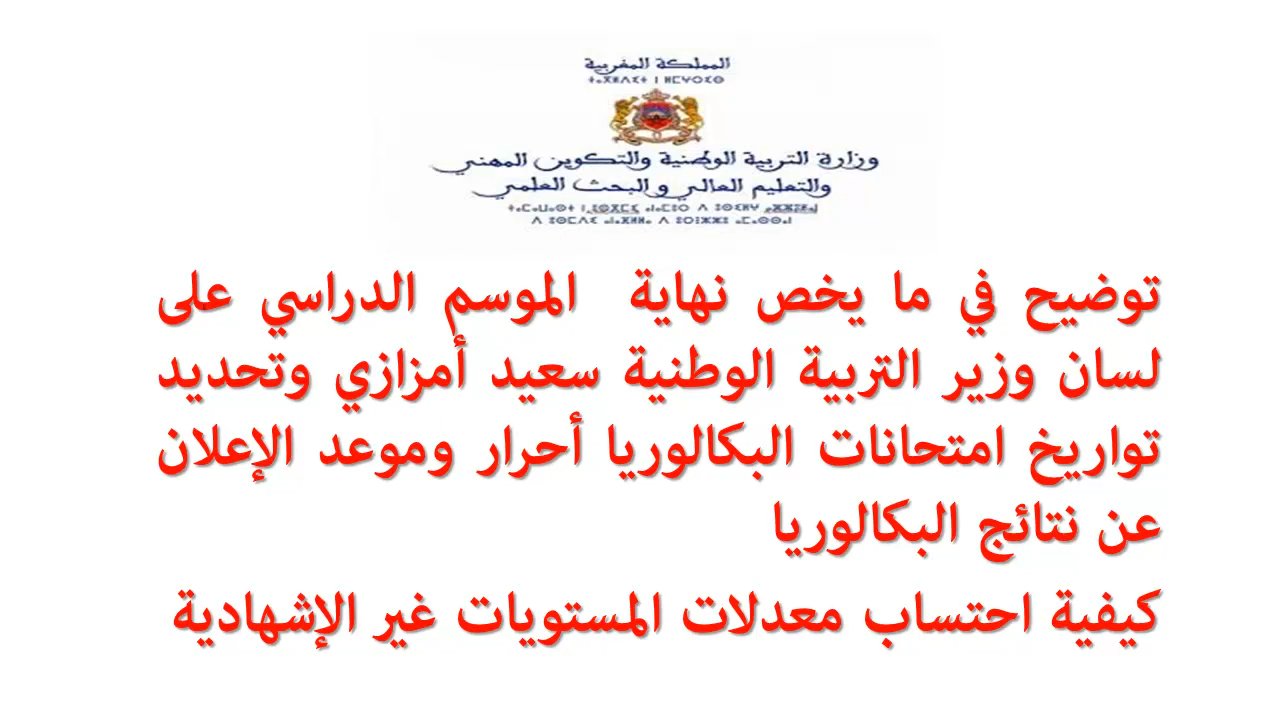 المملكة المغربية
ⵜⴰⴳⵍⴷⵉⵜ ⵏ ⵍⵎⵖⵔⵉⴱ
وزارة التربية الوطنية والتكوين المهني
والتعليم العالي والبحث العلمي
توضيح في ما يخص نهاية الموسم الدراسي على
لسان وزير التربية الوطنية سعيد أمزازي وتحديد
تواريخ امتحانات البكالوريا أحرار وموعد الإعلان
عن نتائج البكالوريا
كيفية احتساب معدلات المستويات غير الإشهادية